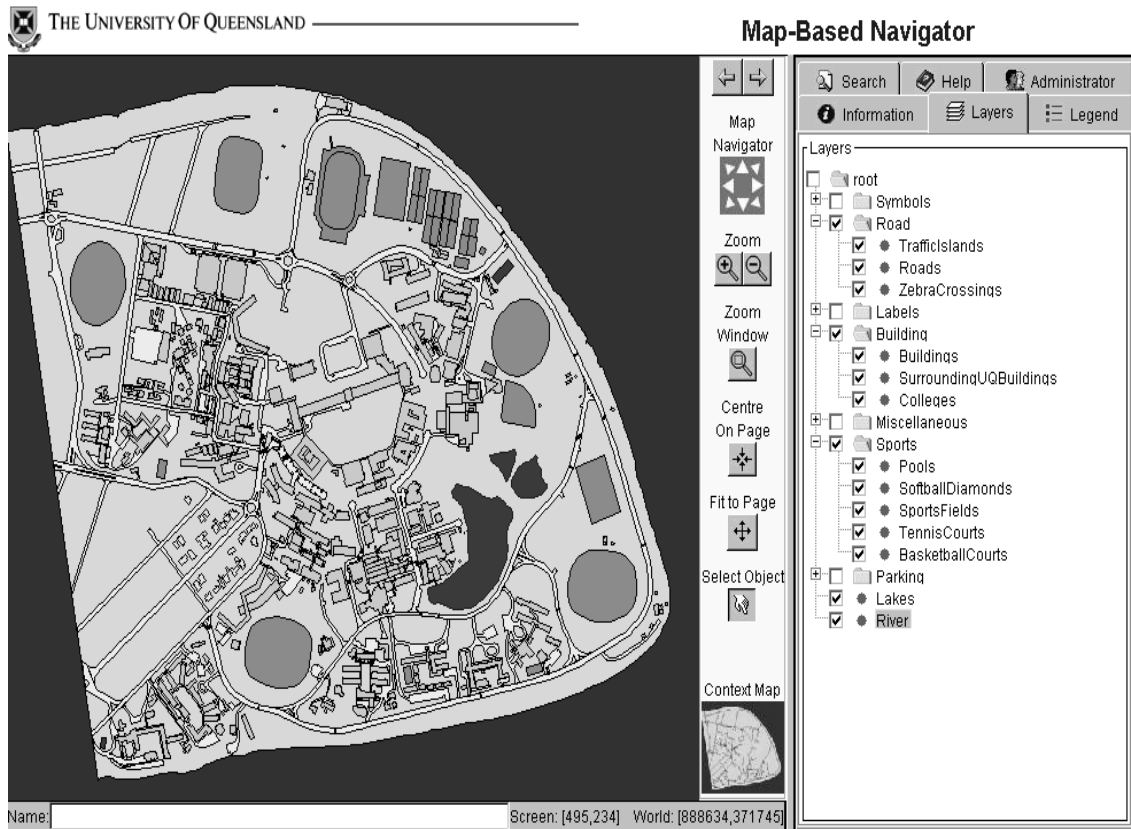 THE UNIVERSITY OF QUEENSLAND
Map-Based Navigator
Map
Navigator
Zoom
Zoom
Window
Centre
On Page
Fit to Page
Select Object
Context Map
Search
Help
Administrator
Information
Layers
Legend
Layers
root
Symbols
Road
TrafficIslands
Roads
ZebraCrossings
Labels
Building
Buildings
SurroundingUQBuildings
Colleges
Miscellaneous
Sports
Pools
SoftballDiamonds
SportsFields
TennisCourts
BasketballCourts
Parking
Lakes
River
Name:
Screen: [495,234] World: [888634,371745]